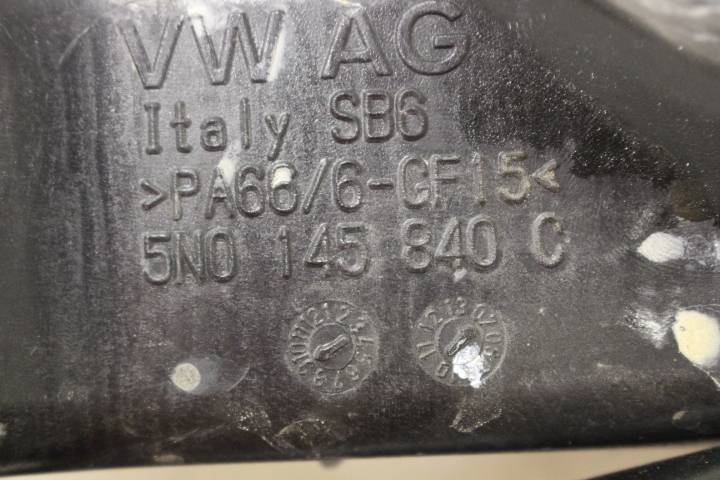 VW AG
Italy SB6
>PA66/6-GF15<
5N0 145 840 C